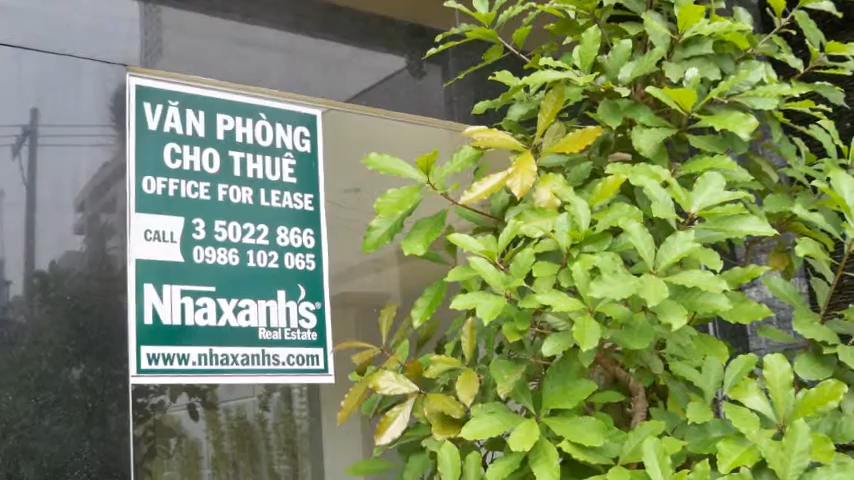 VĂN PHÒNG
CHO THUÊ
OFFICE FOR LEASE
CALL
3 5022 866
0986 102 065
Nhaxanh's®
Real Estate
www.nhaxanhs.com